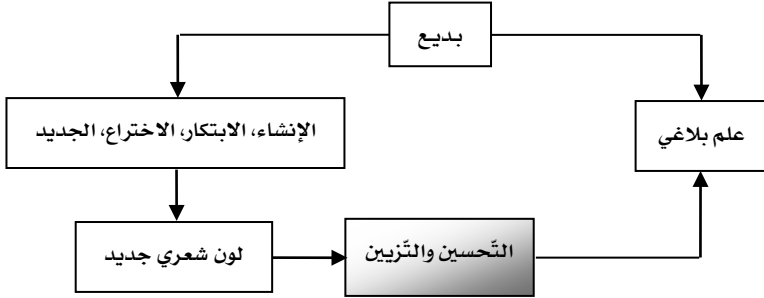 بديع
علم بلاغي
الإنشاء، الابتكار، الاختراع، الجديد
لون شعري جديد
التّحسين والتّزيين